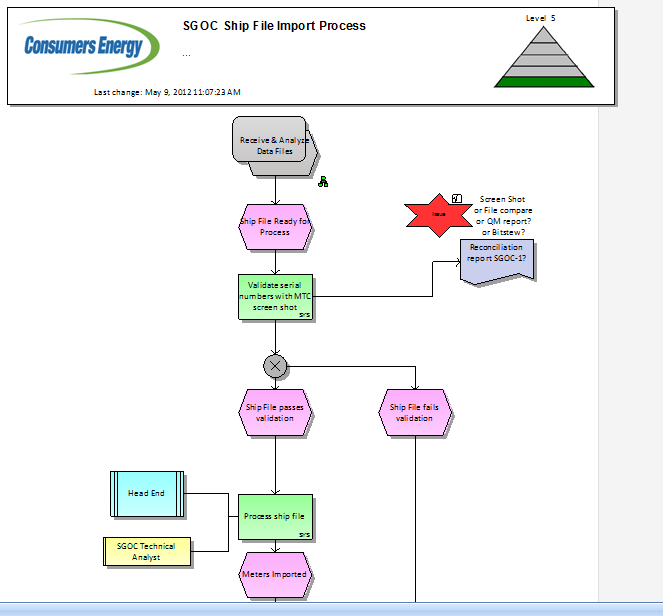 SGOC Ship File Import Process
Level 5
Consumers Energy
...
Last change: May 9, 2012 11:07:23 AM
Receive & Analyze
Data Files
Ship File Ready for
Process
Issue
Screen Shot
or File compare
or QM report?
or Bitstew?
Reconciliation
report SGOC-1?
Validate serial
numbers with MTC
screen shot
SYS
Ship File passes
validation
Ship File fails
validation
Head End
Process ship file
SYS
SGOC Technical
Analyst
Meters Imported